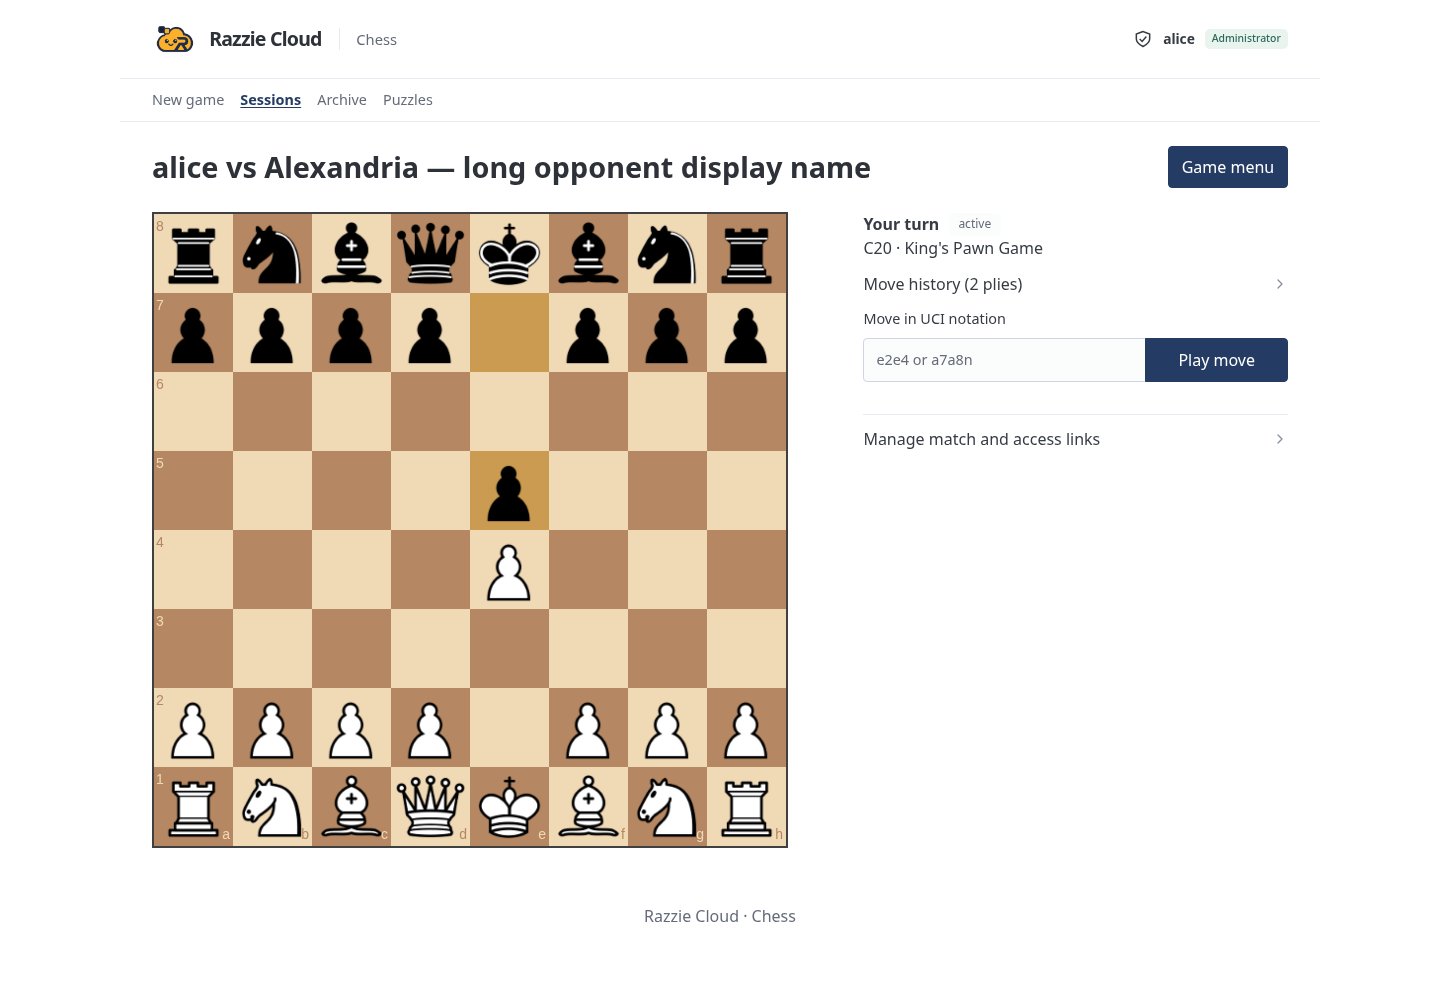 Razzie Cloud
Chess
alice
Administrator
New game
Sessions
Archive
Puzzles
alice vs Alexandria — long opponent display name
Game menu
8
7
6
5
4
3
2
1
a
b
c
d
e
f
g
h
Your turn
active
C20 · King's Pawn Game
Move history (2 plies)
Move in UCI notation
e2e4 or a7a8n
Play move
Manage match and access links
Razzie Cloud · Chess